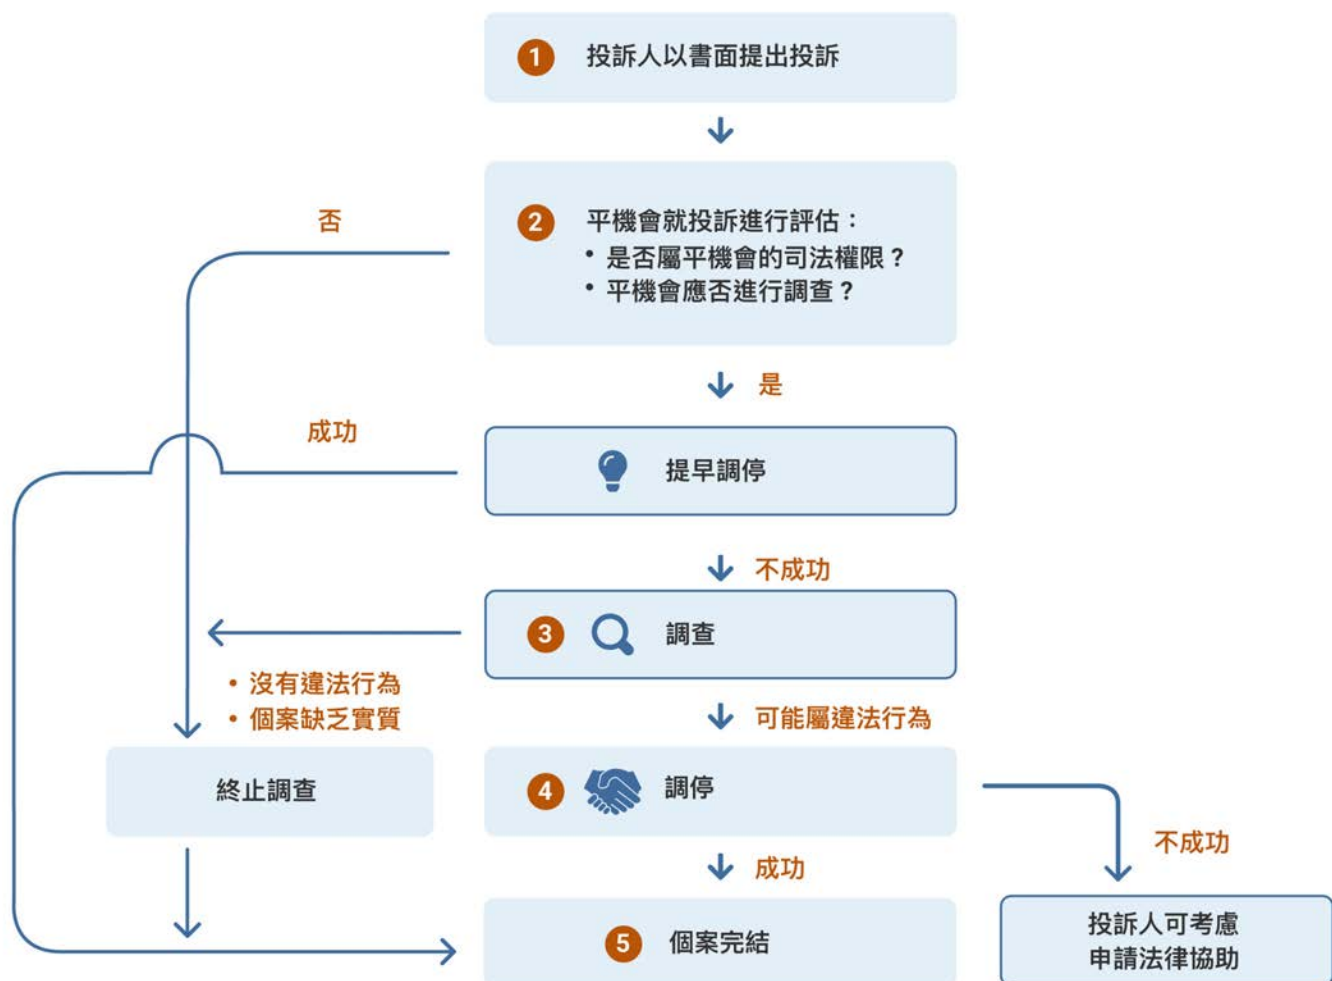 1 投訴人以書面提出投訴
2 平機會就投訴進行評估：
• 是否屬平機會的司法權限？
• 平機會應否進行調查？
否
是
成功
提早調停
不成功
3 調查
• 沒有違法行為
• 個案缺乏實質
可能屬違法行為
終止調查
4 調停
不成功
成功
5 個案完結
投訴人可考慮
申請法律協助